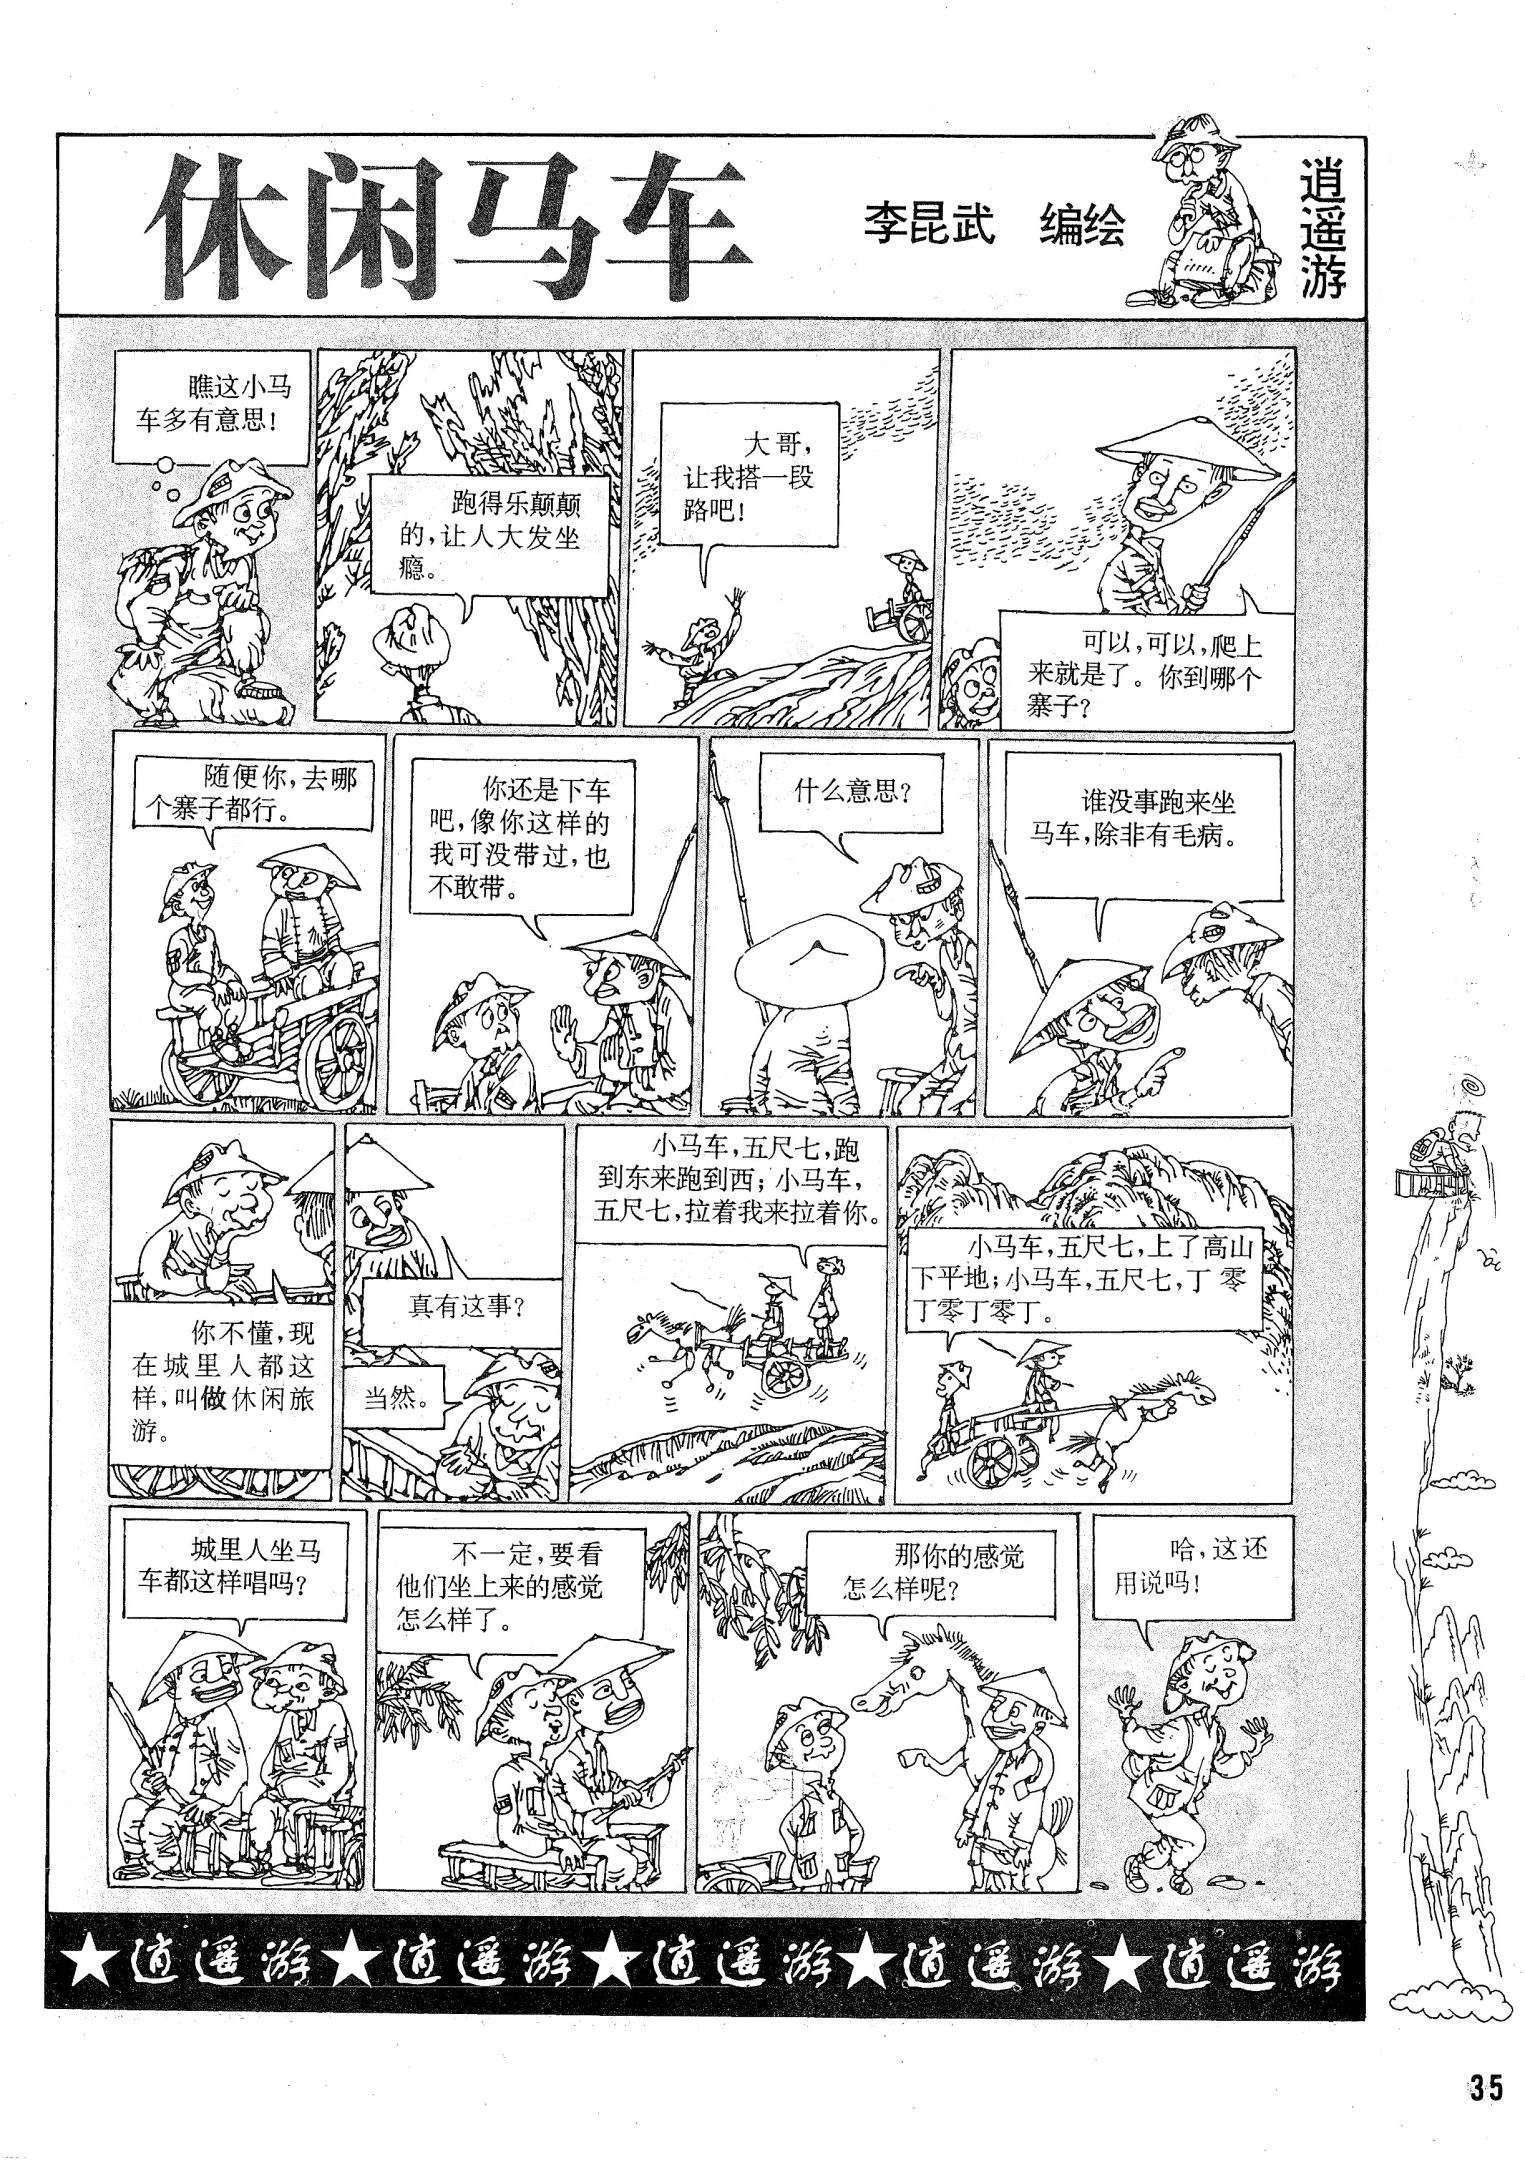 休闲马车
李昆武 编绘
逍遥游
瞧这小马
车多有意思!
跑得乐颠颠
的,让人大发坐
瘾。
大哥,
让我搭一段
路吧!
可以,可以,爬上
来就是了。你到哪个
寨子?
随便你,去哪
个寨子都行。
你还是下车
吧,像你这样的
我可没带过,也
不敢带。
什么意思?
谁没事跑来坐
马车,除非有毛病。
你不懂,现
在城里人都这
样,叫做休闲旅
游。
真有这事?
当然。
小马车,五尺七,跑
到东来跑到西;小马车,
五尺七,拉着我来拉着你。
小马车,五尺七,上了高山
下平地;小马车,五尺七,丁零
丁零丁零丁。
城里人坐马
车都这样唱吗?
不一定,要看
他们坐上来的感觉
怎么样了。
那你的感觉
怎么样呢?
哈,这还
用说吗!
★逍遥游★逍遥游★逍遥游★逍遥游★逍遥游
35